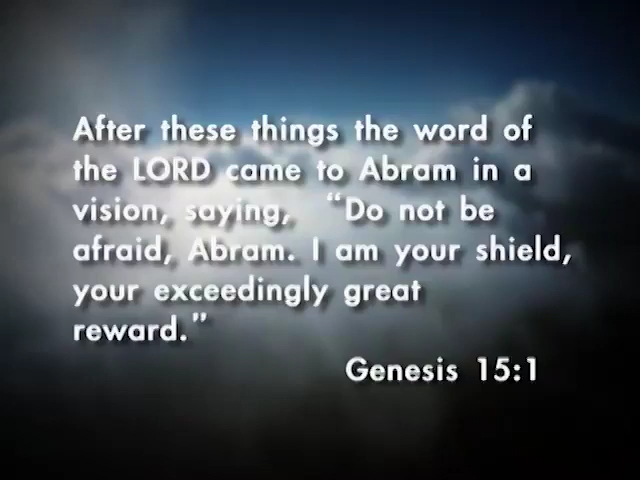 After these things the word of
the LORD came to Abram in a
vision, saying, “Do not be
afraid, Abram. I am your shield,
your exceedingly great
reward.”
Genesis 15:1